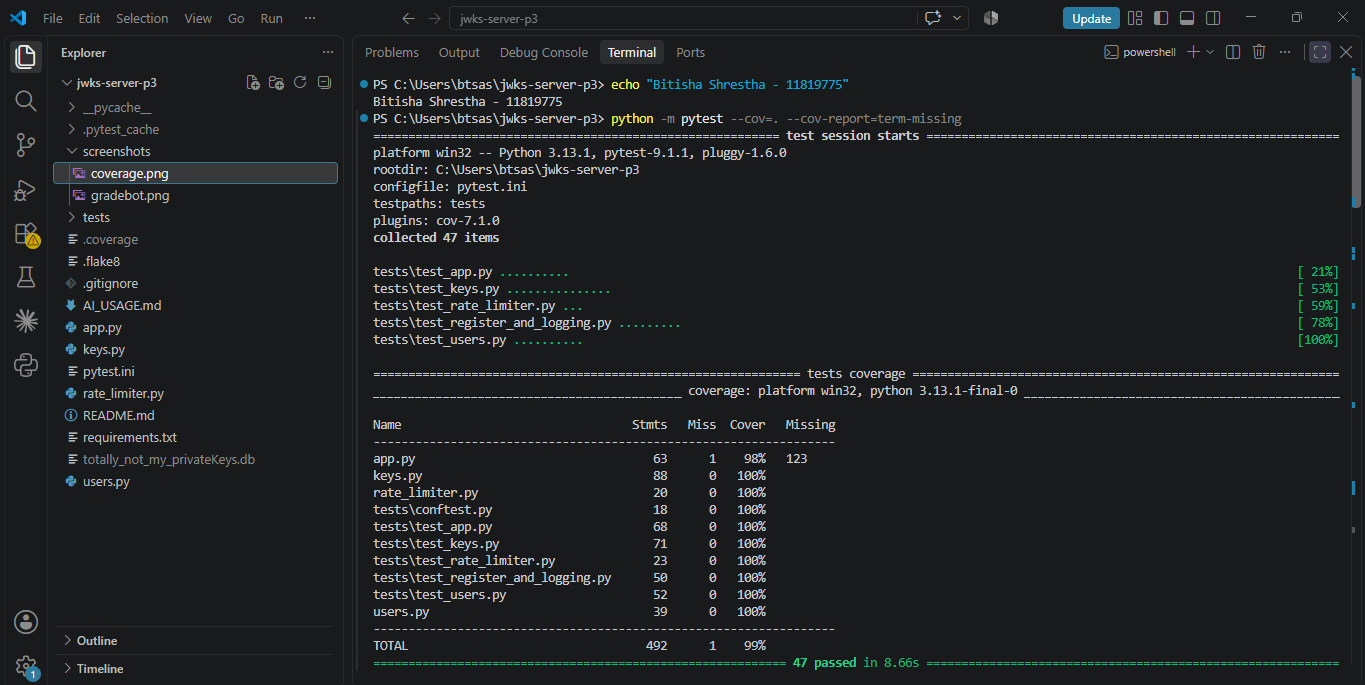 File Edit Selection View Go Run ··· jwks-server-p3 Update
Explorer ···
jwks-server-p3
__pycache__
.pytest_cache
screenshots
coverage.png
gradebot.png
tests
.coverage
.flake8
.gitignore
AI_USAGE.md
app.py
keys.py
pytest.ini
rate_limiter.py
README.md
requirements.txt
totally_not_my_privateKeys.db
users.py
Outline
Timeline
1
Problems Output Debug Console Terminal Ports powershell ···
PS C:\Users\btsas\jwks-server-p3> echo "Bitisha Shrestha - 11819775"
Bitisha Shrestha - 11819775
PS C:\Users\btsas\jwks-server-p3> python -m pytest --cov=. --cov-report=term-missing
test session starts
platform win32 -- Python 3.13.1, pytest-9.1.1, pluggy-1.6.0
rootdir: C:\Users\btsas\jwks-server-p3
configfile: pytest.ini
testpaths: tests
plugins: cov-7.1.0
collected 47 items
tests\test_app.py .......... [ 21%]
tests\test_keys.py ............... [ 53%]
tests\test_rate_limiter.py ... [ 59%]
tests\test_register_and_logging.py ......... [ 78%]
tests\test_users.py .......... [100%]
tests coverage
coverage: platform win32, python 3.13.1-final-0
Name Stmts Miss Cover Missing
app.py 63 1 98% 123
keys.py 88 0 100%
rate_limiter.py 20 0 100%
tests\conftest.py 18 0 100%
tests\test_app.py 68 0 100%
tests\test_keys.py 71 0 100%
tests\test_rate_limiter.py 23 0 100%
tests\test_register_and_logging.py 50 0 100%
tests\test_users.py 52 0 100%
users.py 39 0 100%
TOTAL 492 1 99%
47 passed in 8.66s